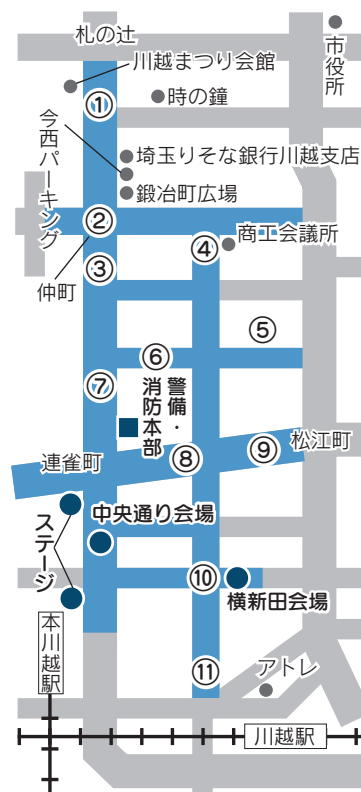 札の辻
市役所
川越まつり会館
①
時の鐘
今西パーキング
埼玉りそな銀行川越支店
鍛冶町広場
②
商工会議所
④
仲町
③
⑤
⑥
⑦
警備・
消防本部
松江町
⑨
⑧
連雀町
中央通り会場
ステージ
⑩
横新田会場
本川越駅
⑪
アトレ
川越駅